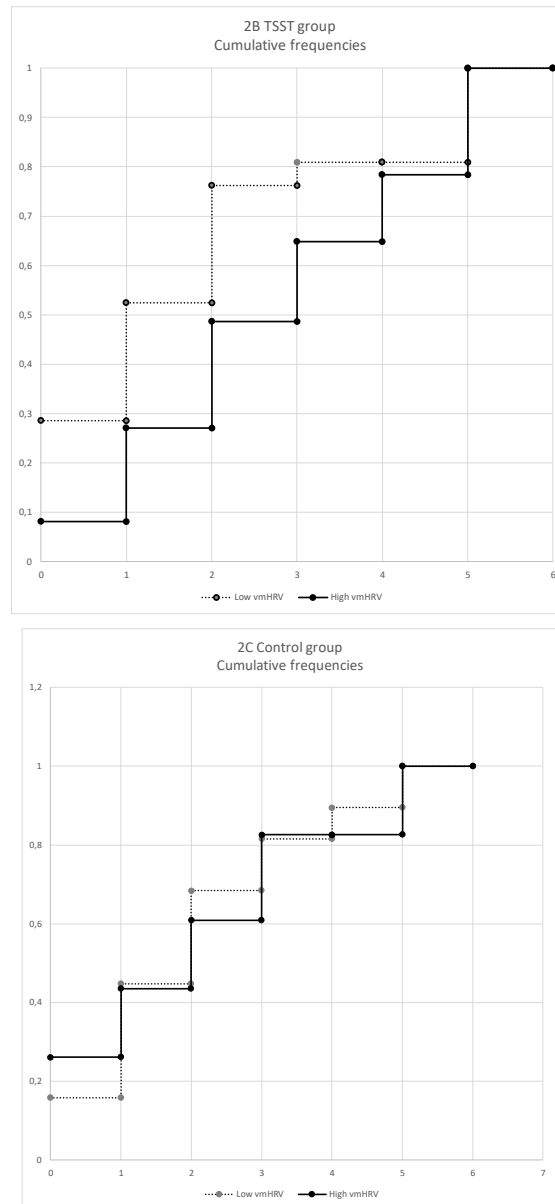 2B TSST group
Cumulative frequencies
1
0,9
0,8
0,7
0,6
0,5
0,4
0,3
0,2
0,1
0
0 1 2 3 4 5 6
Low vmHRV High vmHRV
2C Control group
Cumulative frequencies
1,2
1
0,8
0,6
0,4
0,2
0
0 1 2 3 4 5 6 7
Low vmHRV High vmHRV